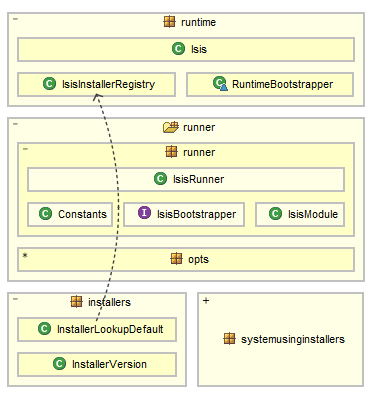 runtime
C Isis
C IsisInstallerRegistry
C RuntimeBootstrapper
runner
runner
C IsisRunner
C Constants
I IsisBootstrapper
C IsisModule
* opts
installers
C InstallerLookupDefault
C InstallerVersion
+
systemusinginstallers